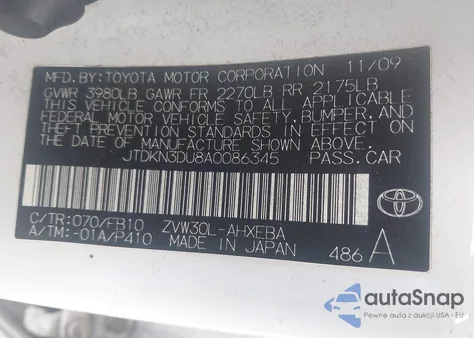 MFD.BY:TOYOTA MOTOR CORPORATION 11/09
GVWR 3980LB GAWR FR 2270LB RR 2175LB
THIS VEHICLE CONFORMS TO ALL APPLICABLE
FEDERAL MOTOR VEHICLE SAFETY,BUMPER,AND
THEFT PREVENTION STANDARDS IN EFFECT ON
THE DATE OF MANUFACTURE SHOWN ABOVE.
JTDKN3DU8A0086345 PASS.CAR
C/TR:070/FB10 ZVW30L-AHXEBA
A/TM:-01A/P410 MADE IN JAPAN
TOYOTA
486 A
autoSnap
Pewne auta z aukcji USA - EU